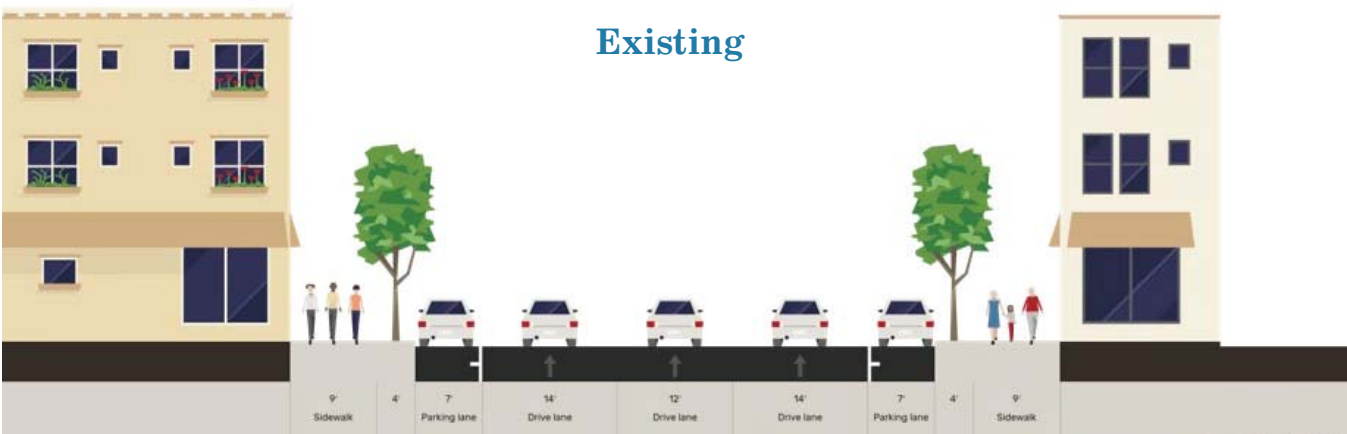 Existing
9' 4' 7' 14' 12' 14' 7' 4' 9'
Sidewalk Parking lane Drive lane Drive lane Drive lane Parking lane Sidewalk